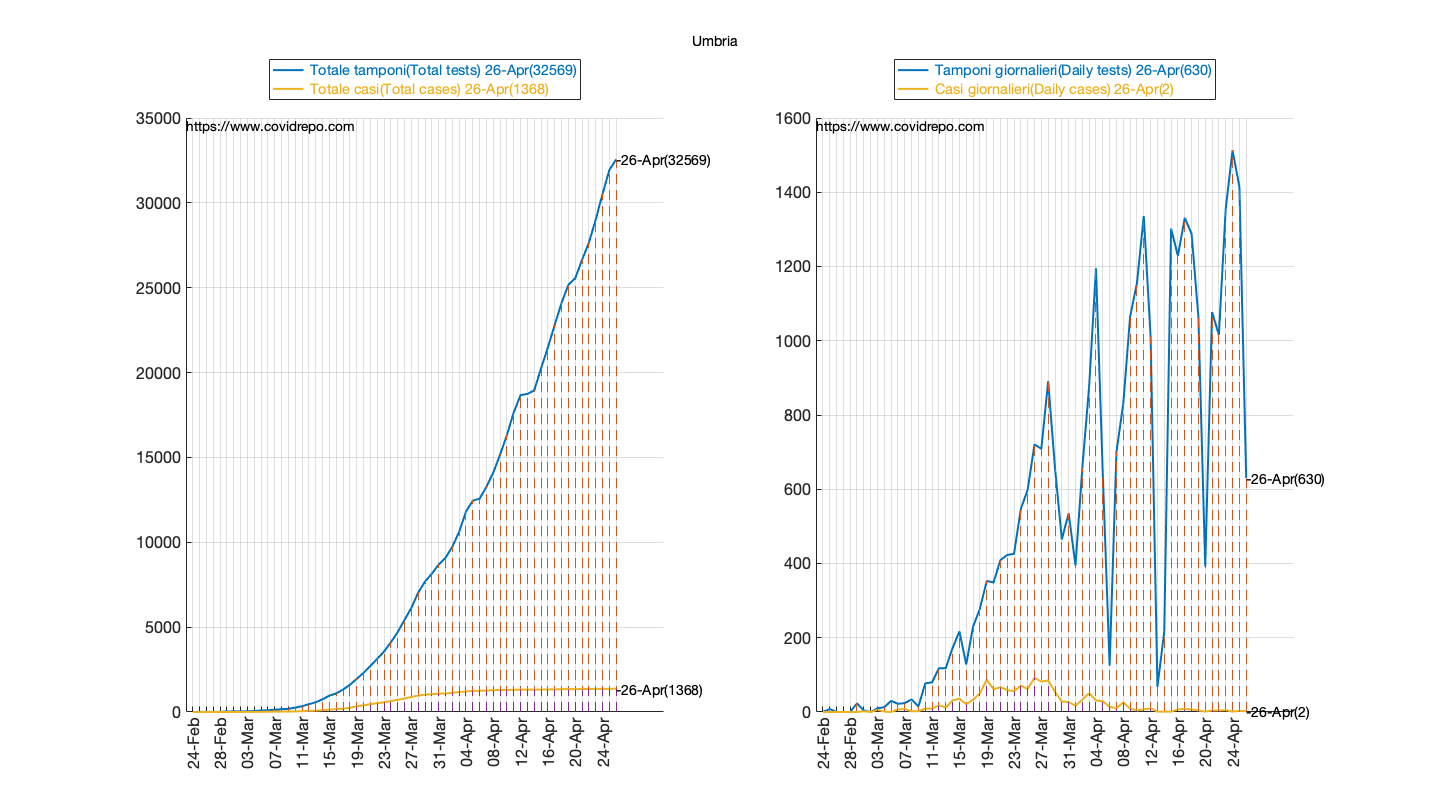 Umbria
Totale tamponi(Total tests) 26-Apr(32569)
Totale casi(Total cases) 26-Apr(1368)
https://www.covidrepo.com
35000
30000
25000
20000
15000
10000
5000
0
26-Apr(32569)
26-Apr(1368)
24-Feb
28-Feb
03-Mar
07-Mar
11-Mar
15-Mar
19-Mar
23-Mar
27-Mar
31-Mar
04-Apr
08-Apr
12-Apr
16-Apr
20-Apr
24-Apr
Tamponi giornalieri(Daily tests) 26-Apr(630)
Casi giornalieri(Daily cases) 26-Apr(2)
https://www.covidrepo.com
1600
1400
1200
1000
800
600
400
200
0
26-Apr(630)
26-Apr(2)
24-Feb
28-Feb
03-Mar
07-Mar
11-Mar
15-Mar
19-Mar
23-Mar
27-Mar
31-Mar
04-Apr
08-Apr
12-Apr
16-Apr
20-Apr
24-Apr